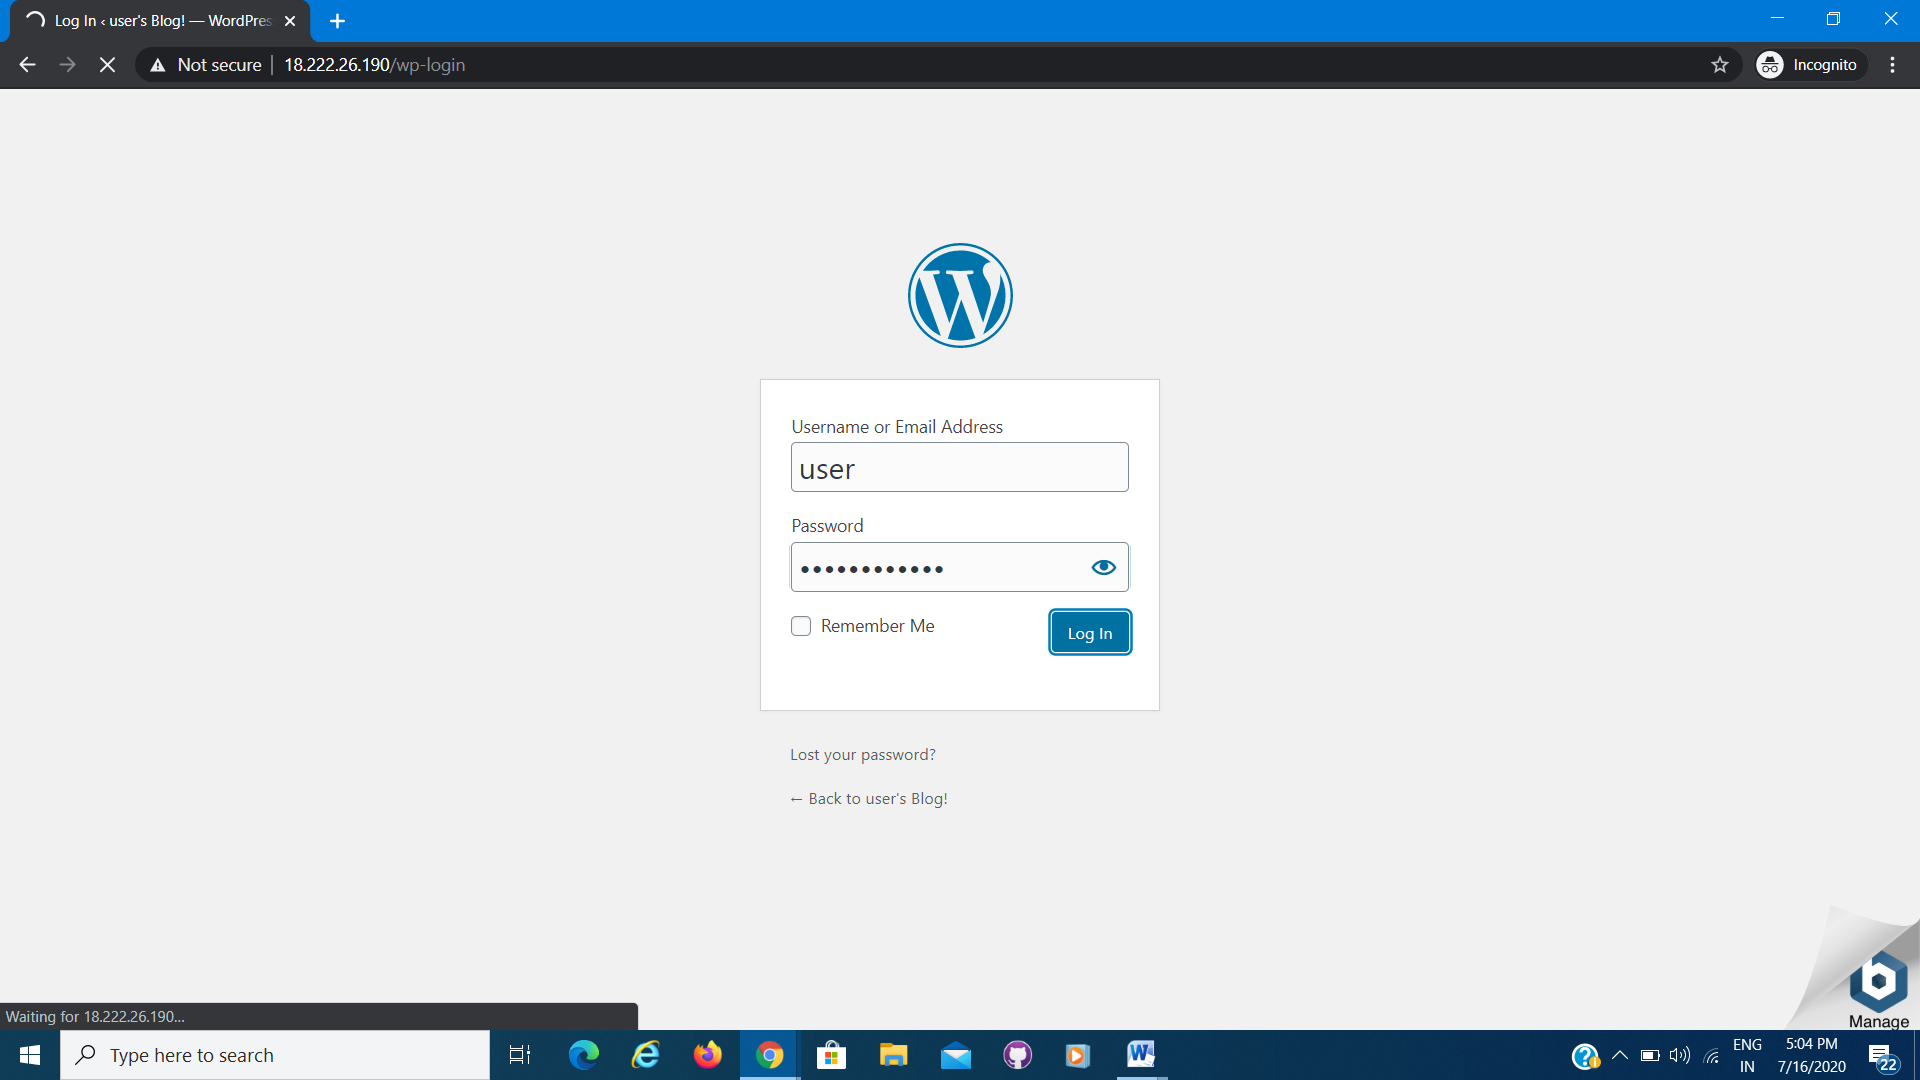 Log In ‹ user's Blog! — WordPres
Not secure
18.222.26.190/wp-login
Incognito
Username or Email Address
user
Password
Remember Me
Log In
Lost your password?
← Back to user's Blog!
Manage
Waiting for 18.222.26.190...
Type here to search
ENG
IN
5:04 PM
7/16/2020
22